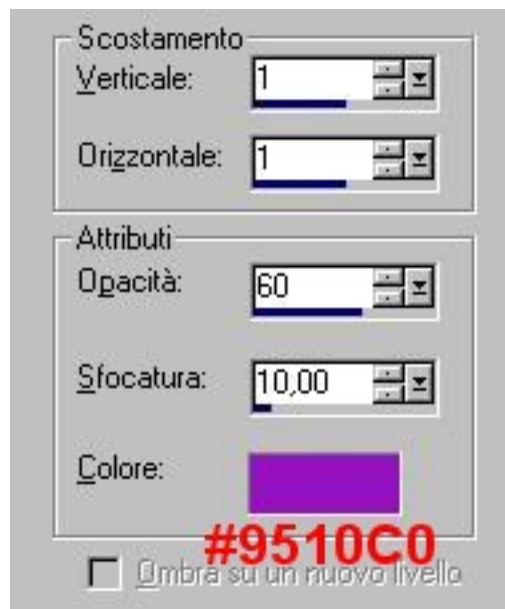 Scostamento
Verticale: 1
Orizzontale: 1
Attributi
Opacità: 60
Sfocatura: 10,00
Colore:
#9510C0
Ombra su un nuovo livello